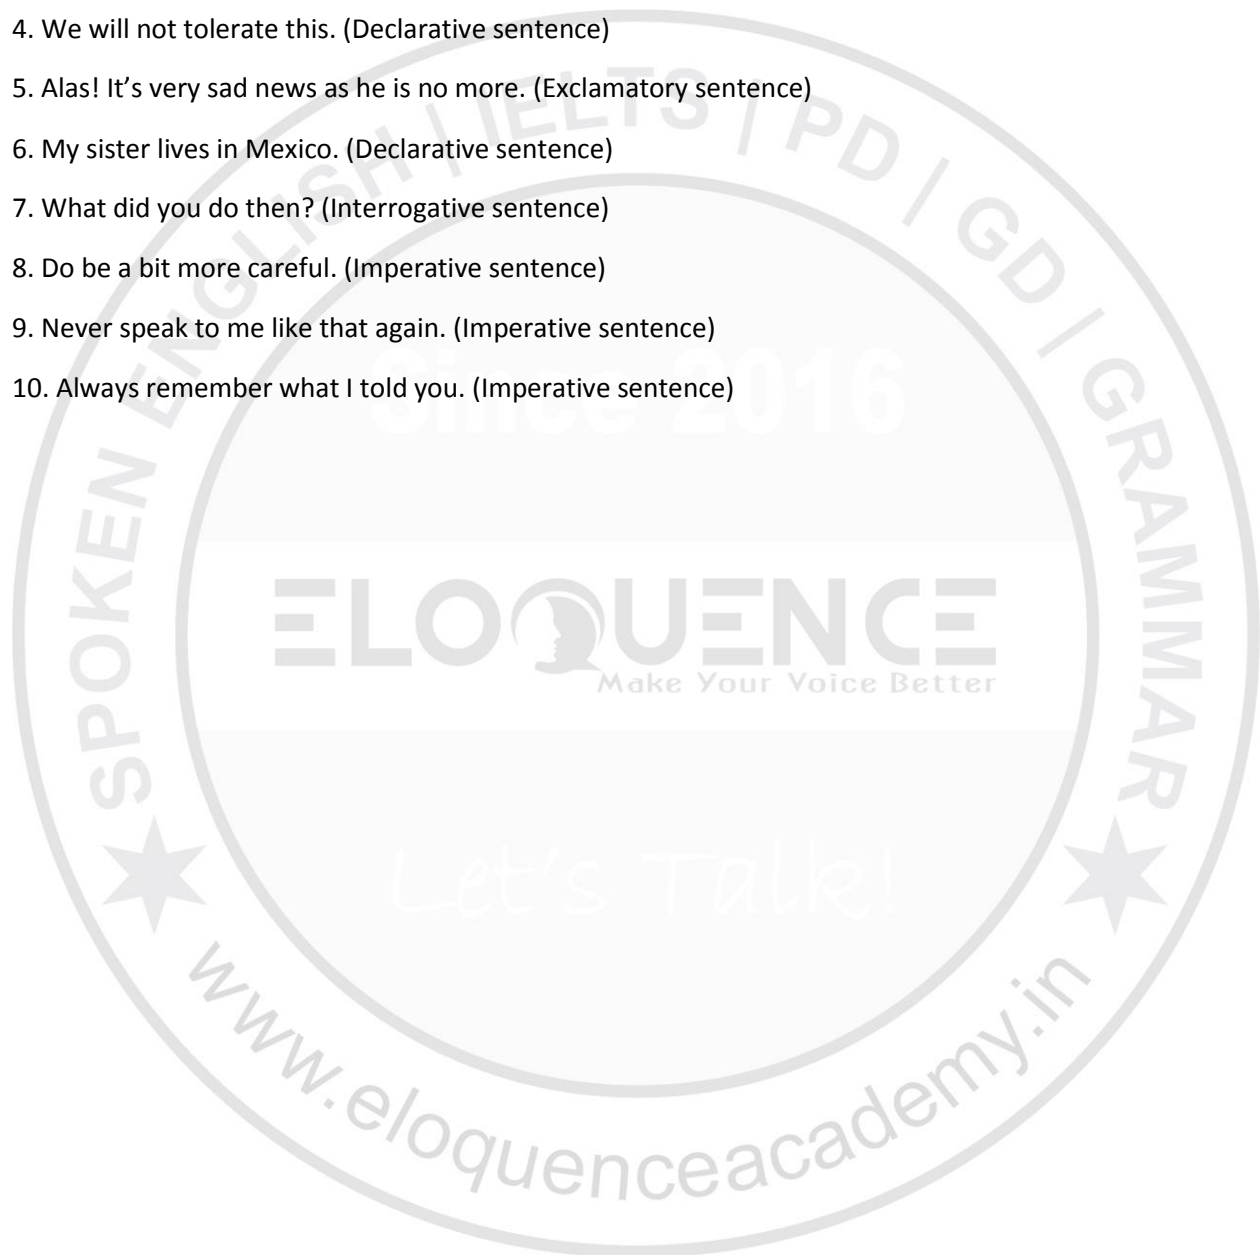 4. We will not tolerate this. (Declarative sentence)
5. Alas! It’s very sad news as he is no more. (Exclamatory sentence)
6. My sister lives in Mexico. (Declarative sentence)
7. What did you do then? (Interrogative sentence)
8. Do be a bit more careful. (Imperative sentence)
9. Never speak to me like that again. (Imperative sentence)
10. Always remember what I told you. (Imperative sentence)
SPOKEN ENGLISH | IELTS | PD | GD | GRAMMAR
Since 2016
ELOQUENCE
Make Your Voice Better
Let's Talk!
www.eloquenceacademy.in